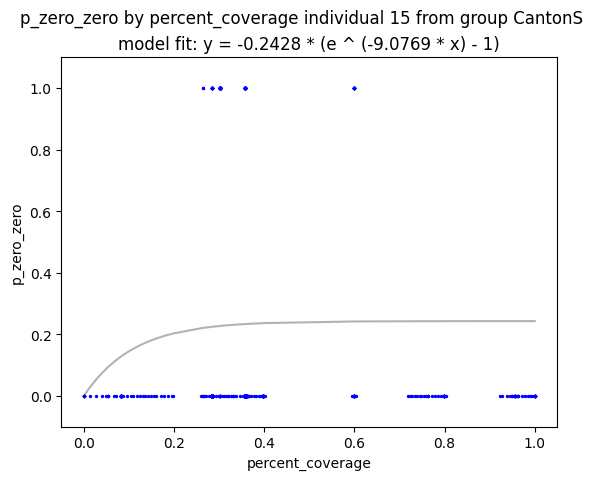 p_zero_zero by percent_coverage individual 15 from group CantonS
model fit: y = -0.2428 * (e ^ (-9.0769 * x) - 1)
1.0
0.8
0.6
0.4
0.2
0.0
p_zero_zero
0.0 0.2 0.4 0.6 0.8 1.0
percent_coverage